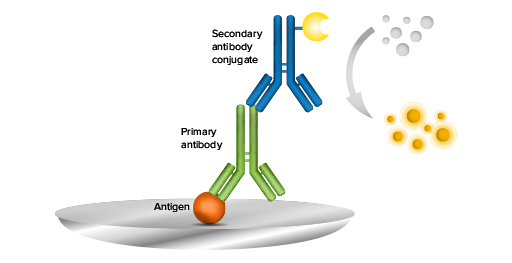 Secondary
antibody
conjugate
Primary
antibody
Antigen